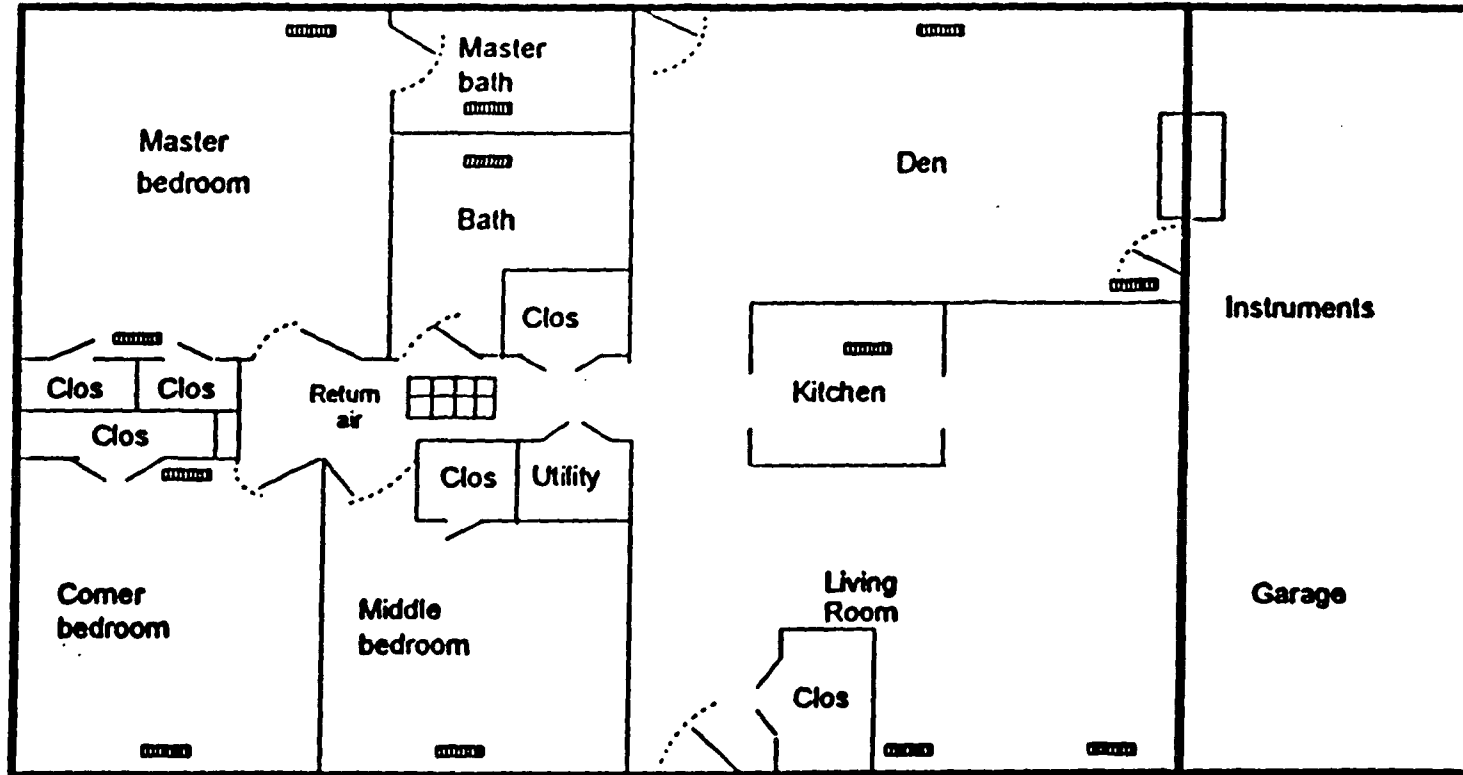 Master
bath
Master
bedroom
Den
Bath
Clos
Instruments
Clos
Clos
Return
air
Kitchen
Clos
Clos
Utility
Corner
bedroom
Middle
bedroom
Living
Room
Garage
Clos